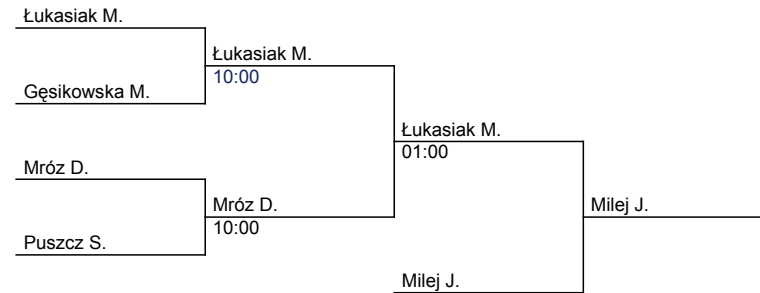 Łukasiak M.
Łukasiak M.
10:00
Gęsikowska M.
Łukasiak M.
01:00
Mróz D.
Mróz D.
10:00
Milej J.
Puszcz S.
Milej J.